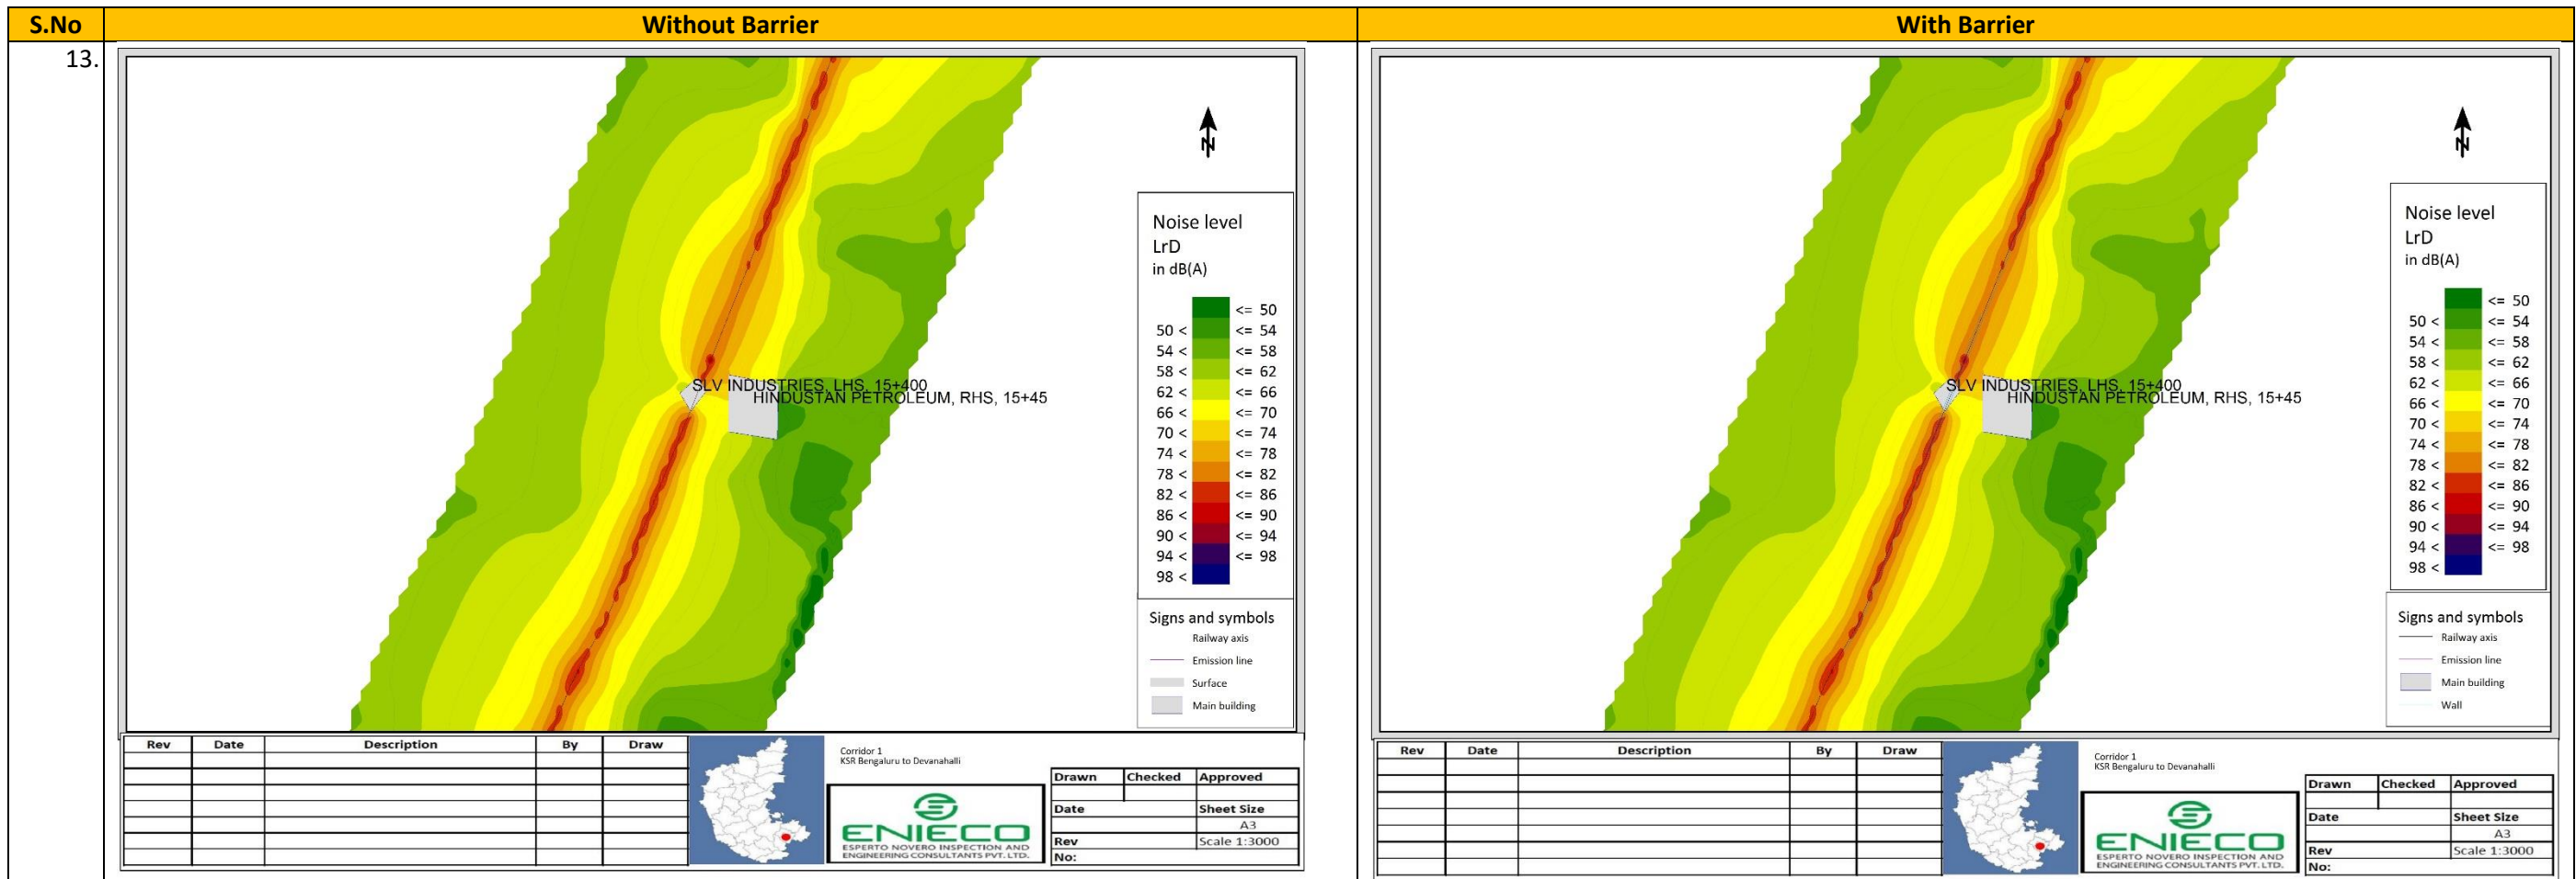 S.No Without Barrier With Barrier
13.
N
Noise level
LrD
in dB(A)
<= 50
50 < <= 54
54 < <= 58
58 < <= 62
62 < <= 66
66 < <= 70
70 < <= 74
74 < <= 78
78 < <= 82
82 < <= 86
86 < <= 90
90 < <= 94
94 < <= 98
98 <
Signs and symbols
Railway axis
Emission line
Surface
Main building
SLV INDUSTRIES, LHS, 15+400
HINDUSTAN PETROLEUM, RHS, 15+45
Rev Date Description By Draw
Corridor 1
KSR Bengaluru to Devanahalli
ENIECO
ESPERTO NOVERO INSPECTION AND
ENGINEERING CONSULTANTS PVT. LTD.
Drawn Checked Approved
Date Sheet Size
A3
Rev Scale 1:3000
No:
N
Noise level
LrD
in dB(A)
<= 50
50 < <= 54
54 < <= 58
58 < <= 62
62 < <= 66
66 < <= 70
70 < <= 74
74 < <= 78
78 < <= 82
82 < <= 86
86 < <= 90
90 < <= 94
94 < <= 98
98 <
Signs and symbols
Railway axis
Emission line
Main building
Wall
SLV INDUSTRIES, LHS, 15+400
HINDUSTAN PETROLEUM, RHS, 15+45
Rev Date Description By Draw
Corridor 1
KSR Bengaluru to Devanahalli
ENIECO
ESPERTO NOVERO INSPECTION AND
ENGINEERING CONSULTANTS PVT. LTD.
Drawn Checked Approved
Date Sheet Size
A3
Rev Scale 1:3000
No: